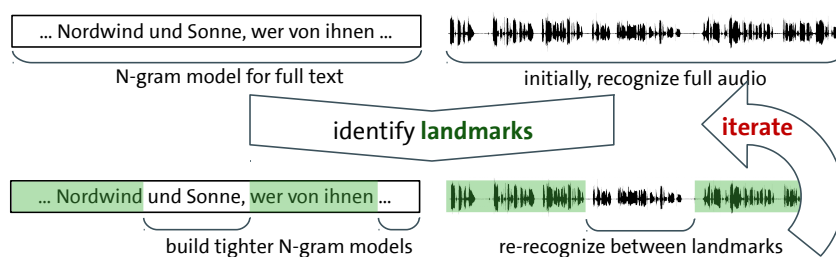 ... Nordwind und Sonne, wer von ihnen ...
N-gram model for full text
initially, recognize full audio
identify landmarks
iterate
... Nordwind und Sonne, wer von ihnen ...
build tighter N-gram models
re-recognize between landmarks